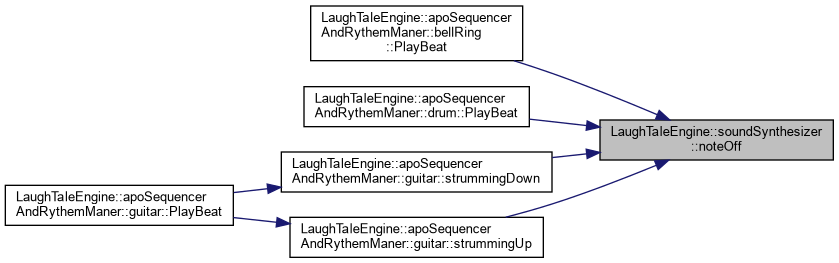 LaughTaleEngine::apoSequencer
AndRythemManer::bellRing
::PlayBeat
LaughTaleEngine::apoSequencer
AndRythemManer::drum::PlayBeat
LaughTaleEngine::soundSynthesizer
::noteOff
LaughTaleEngine::apoSequencer
AndRythemManer::guitar::strummingDown
LaughTaleEngine::apoSequencer
AndRythemManer::guitar::PlayBeat
LaughTaleEngine::apoSequencer
AndRythemManer::guitar::strummingUp